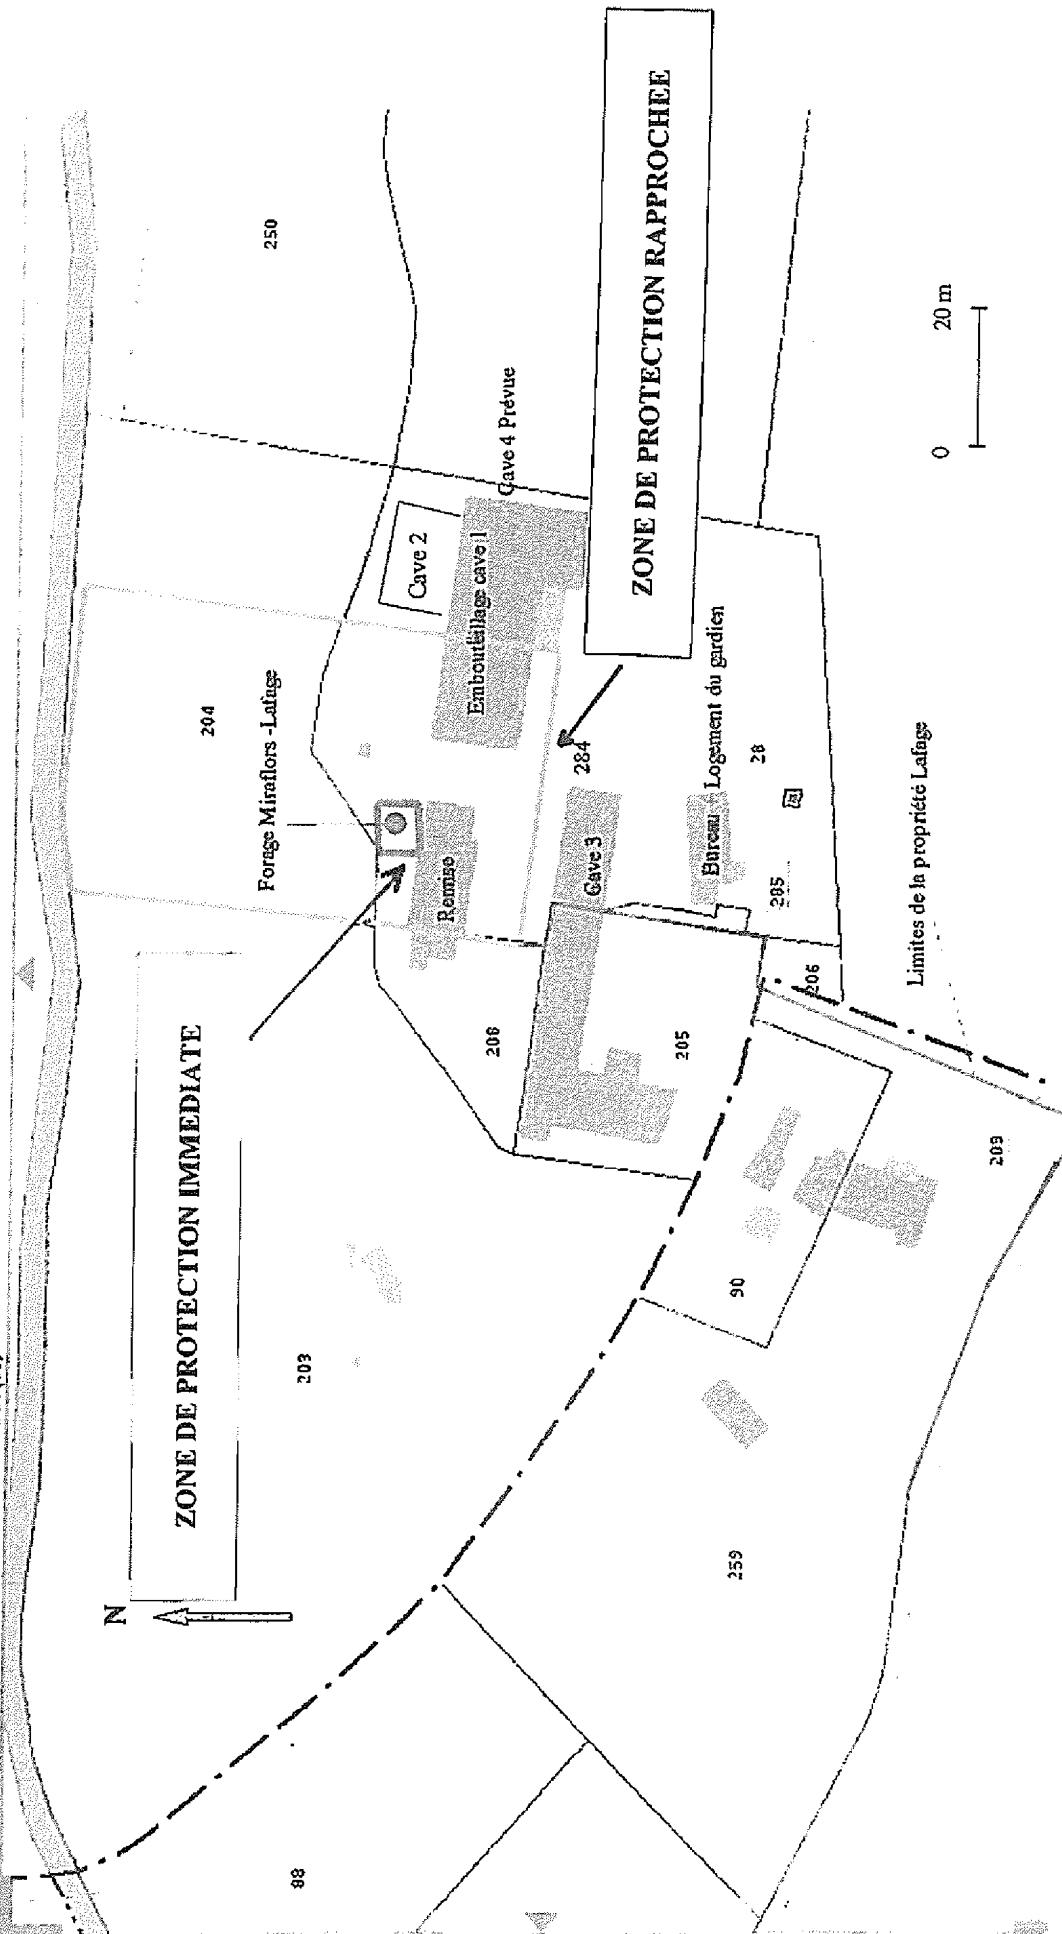 N
ZONE DE PROTECTION IMMEDIATE
Forage Miraflors -Lafage
204
250
203
88
208
Remise
Cave 2
Embouteillage cave 1
Cave 4 Prévue
ZONE DE PROTECTION RAPPROCHEE
284
Cave 3
205
Bureau + Logement du gardien
28
285
206
90
259
209
Limites de la propriété Lafage
0
20 m